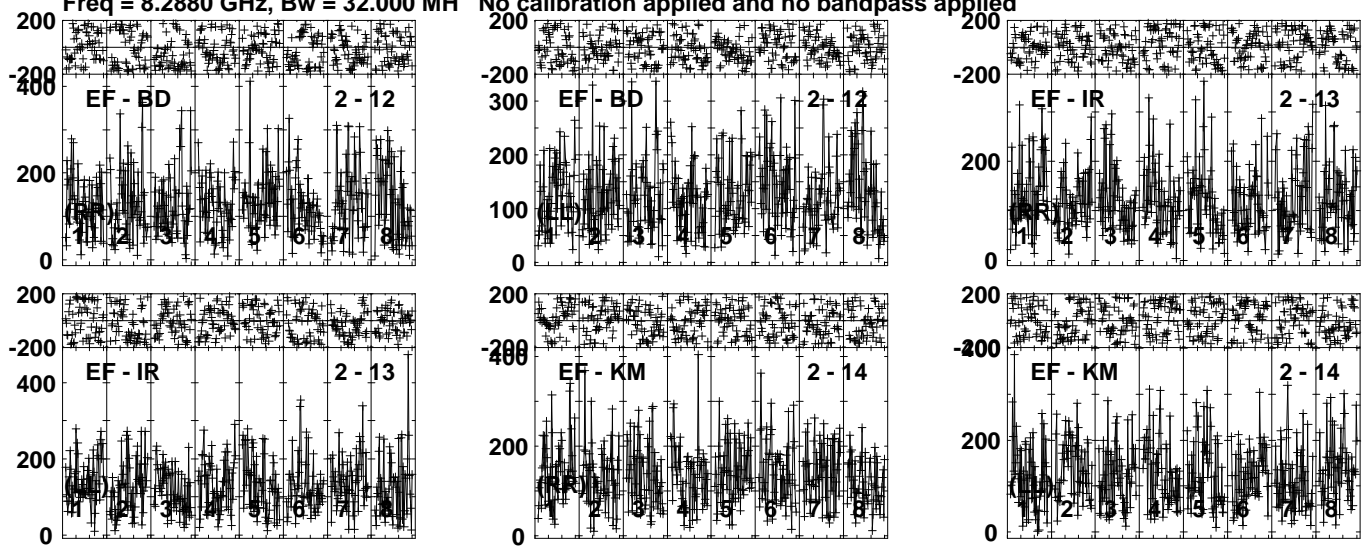 Freq = 8.2880 GHz, Bw = 32.000 MH No calibration applied and no bandpass applied
200 200 200
-200 -200 -200
400 EF - BD 2 - 12 300 EF - BD 2 - 12 EF - IR 2 - 13
200 200 200
100
(RR) (LL) (RR)
1 2 3 4 5 6 7 8 1 2 3 4 5 6 7 8 1 2 3 4 5 6 7 8
0 0 0
200 200 200
-200 -200 -200
400 400
400 EF - IR 2 - 13 EF - KM 2 - 14 EF - KM 2 - 14
200 200 200
(LL) (RR) (LL)
1 2 3 4 5 6 7 8 1 2 3 4 5 6 7 8 1 2 3 4 5 6 7 8
0 0 0